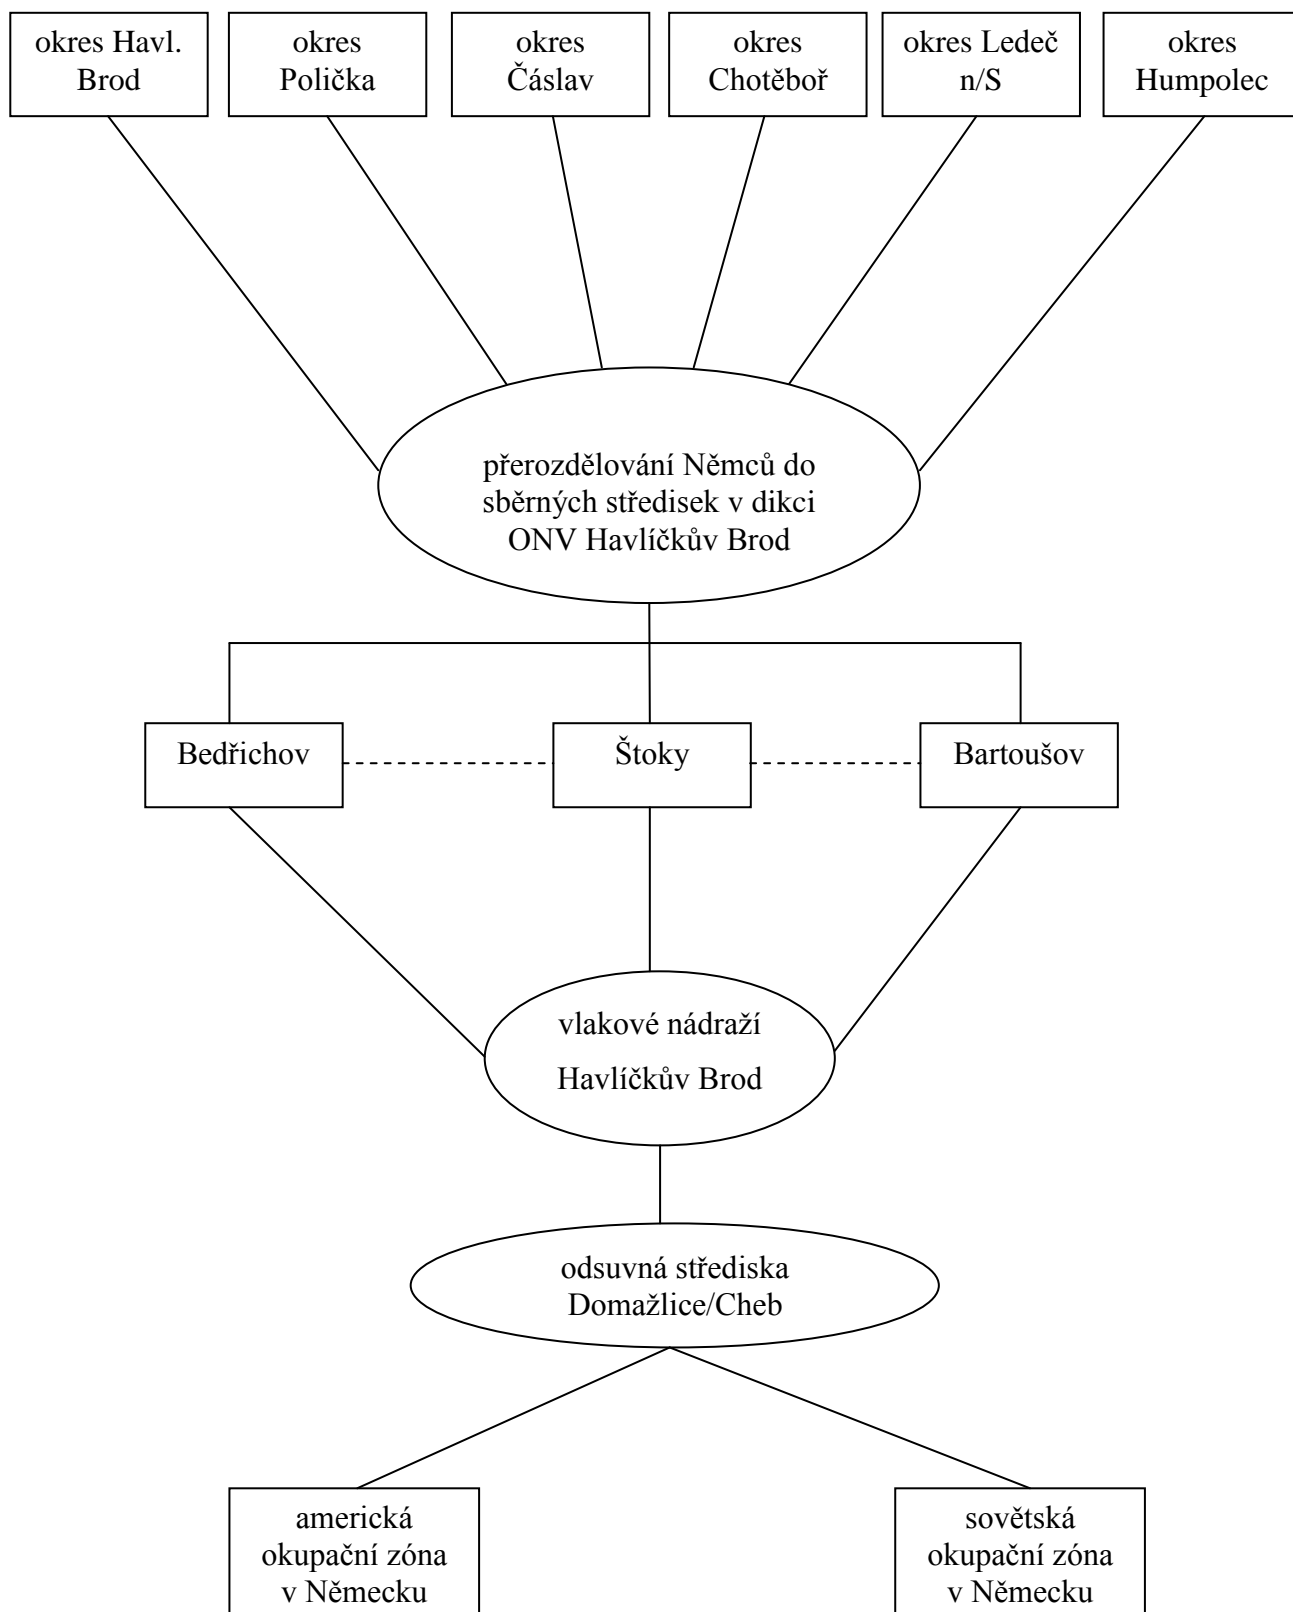 okres Havl.
Brod
okres
Polička
okres
Čáslav
okres
Chotěboř
okres Ledeč
n/S
okres
Humpolec
přerozdělování Němců do
sběrných středisek v dikci
ONV Havlíčkův Brod
Bedřichov
Štoky
Bartoušov
vlakové nádraží
Havlíčkův Brod
odsuvná střediska
Domažlice/Cheb
americká
okupační zóna
v Německu
sovětská
okupační zóna
v Německu